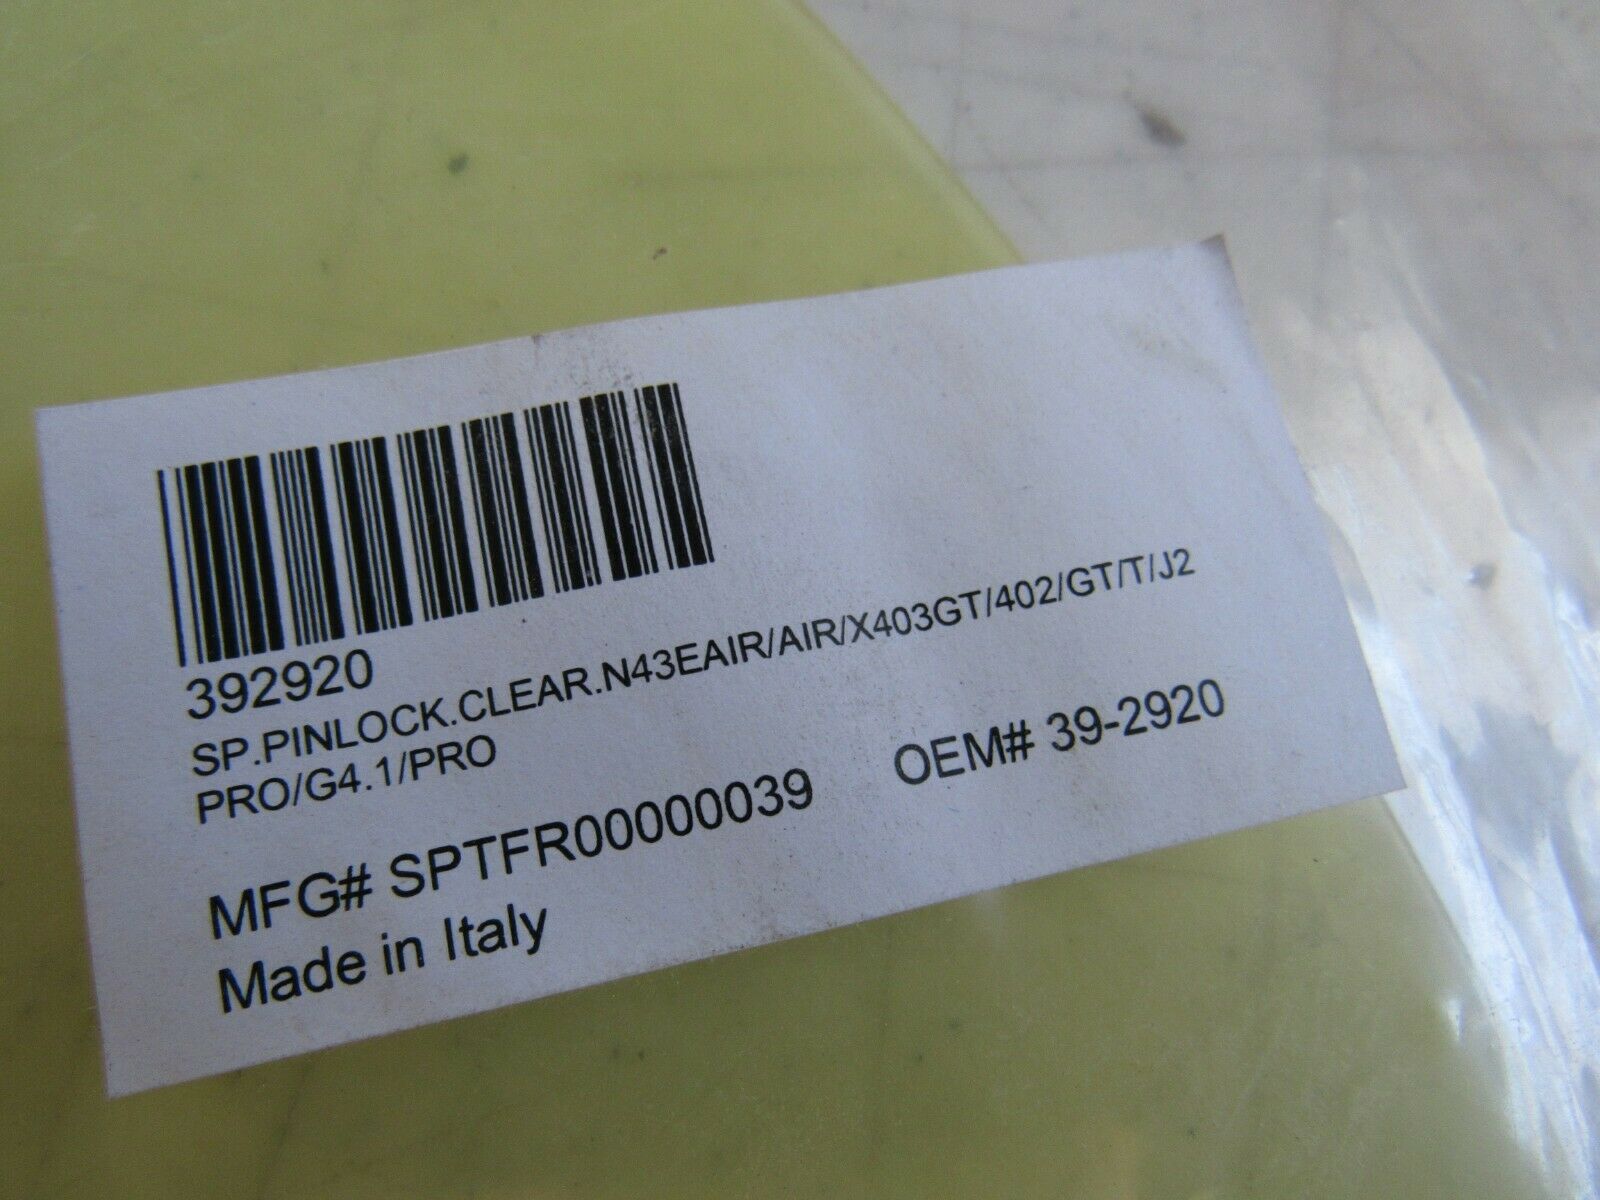 392920
SP.PINLOCK.CLEAR.N43EAIR/AIR/X403GT/402/GT/T/J2
PRO/G4.1/PRO
MFG# SPTFR00000039 OEM# 39-2920
Made in Italy